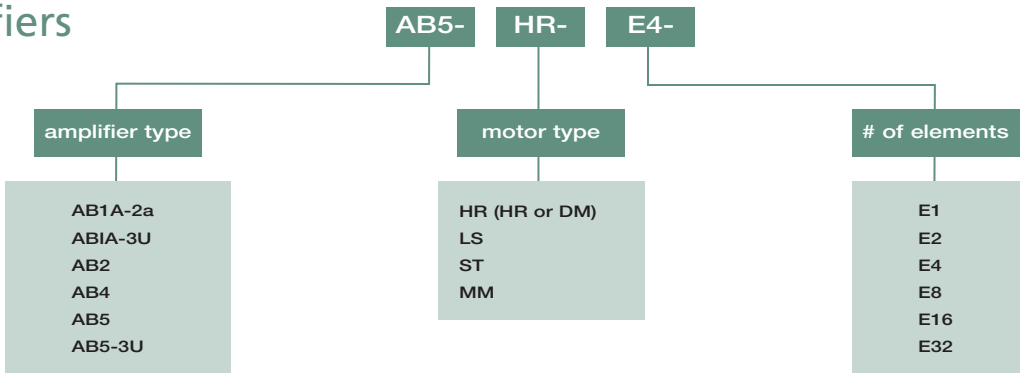 fiers
AB5- HR- E4-
amplifier type
motor type
# of elements
AB1A-2a
ABIA-3U
AB2
AB4
AB5
AB5-3U
HR (HR or DM)
LS
ST
MM
E1
E2
E4
E8
E16
E32